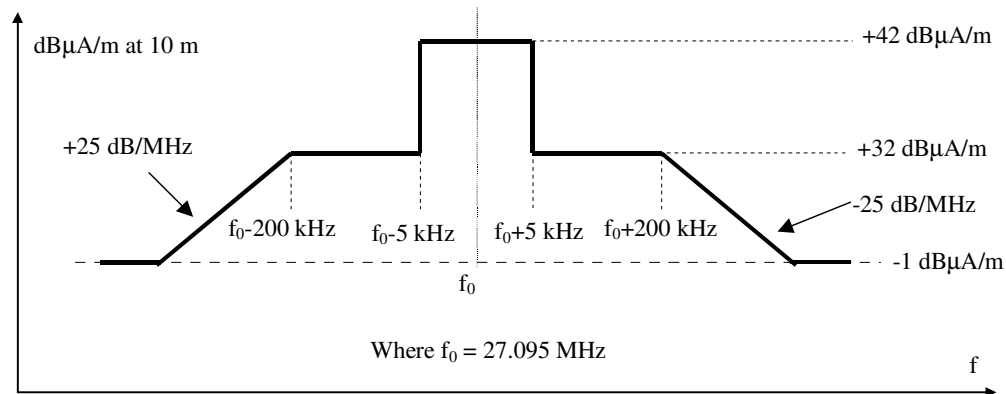 dBµA/m at 10 m
+42 dBµA/m
+25 dB/MHz
+32 dBµA/m
f₀-200 kHz
f₀-5 kHz
f₀+5 kHz
f₀+200 kHz
-25 dB/MHz
-1 dBµA/m
f₀
Where f₀ = 27.095 MHz
f